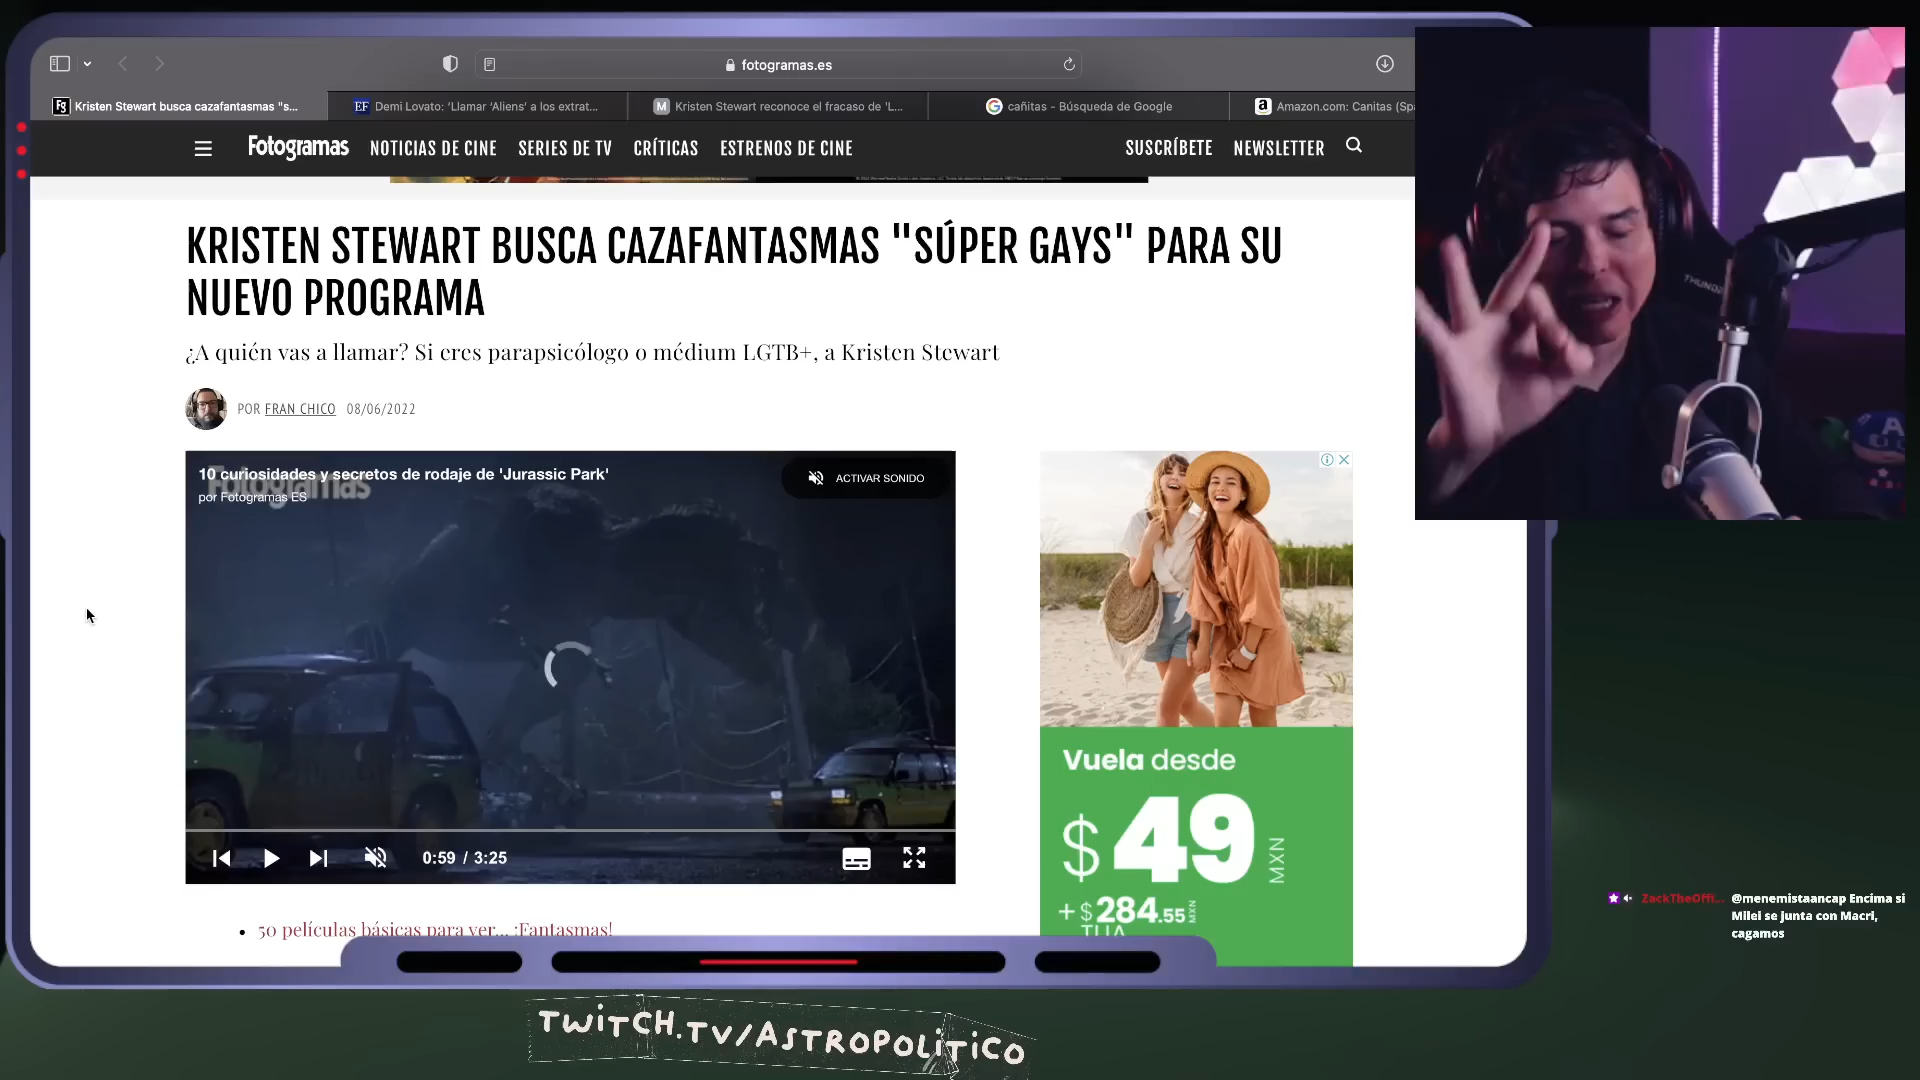 fotogramas.es
Kristen Stewart busca cazafantasmas "s...
Demi Lovato: ‘Llamar ‘Aliens’ a los extrat...
Kristen Stewart reconoce el fracaso de 'L...
cañitas - Búsqueda de Google
Amazon.com: Canitas (Spa
Fotogramas
NOTICIAS DE CINE
SERIES DE TV
CRÍTICAS
ESTRENOS DE CINE
SUSCRÍBETE
NEWSLETTER
KRISTEN STEWART BUSCA CAZAFANTASMAS "SÚPER GAYS" PARA SU
NUEVO PROGRAMA
¿A quién vas a llamar? Si eres parapsicólogo o médium LGTB+, a Kristen Stewart
POR FRAN CHICO 08/06/2022
10 curiosidades y secretos de rodaje de 'Jurassic Park'
por Fotogramas ES
Fotogramas
ACTIVAR SONIDO
0:59 / 3:25
Vuela desde
$49 MXN
+ $284.55 MXN
TUA
50 películas básicas para ver... ¡Fantasmas!
ZackTheOffi... @menemistaancap Encima si
Milei se junta con Macri,
cagamos
TWITCH.TV/ASTROPOLITICO